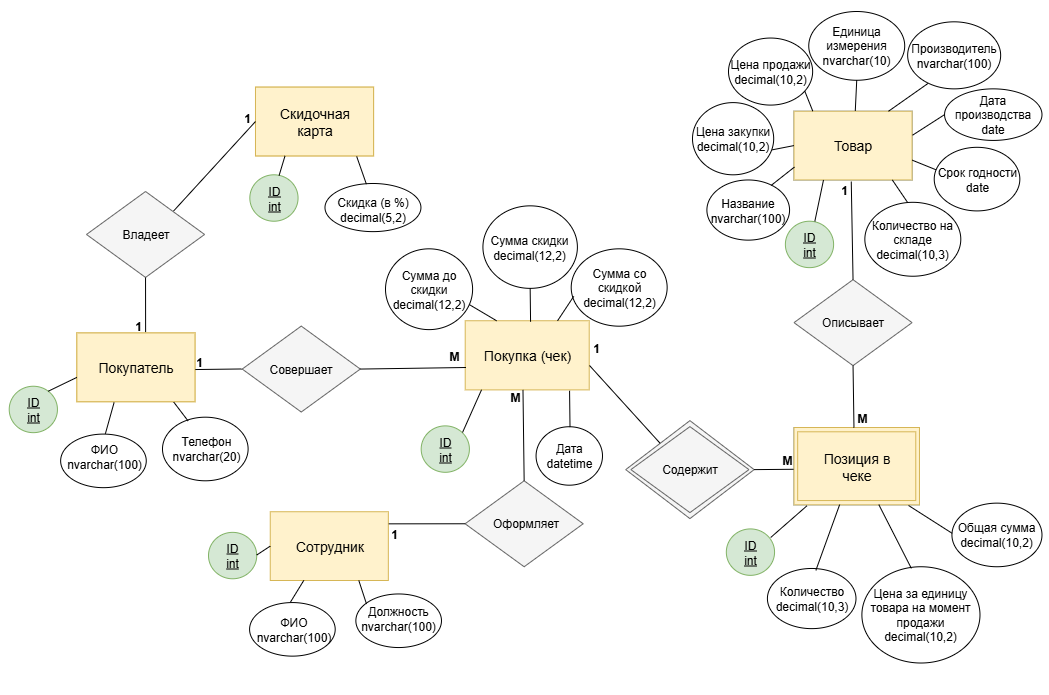 Единица
измерения
nvarchar(10)
Производитель
nvarchar(100)
Цена продажи
decimal(10,2)
Дата
производства
date
Цена закупки
decimal(10,2)
Товар
Срок годности
date
Название
nvarchar(100)
ID
int
Количество на
складе
decimal(10,3)
1
Скидочная
карта
1
ID
int
Скидка (в %)
decimal(5,2)
Владеет
1
Покупатель
1
ID
int
ФИО
nvarchar(100)
Телефон
nvarchar(20)
Совершает
M
Сумма до
скидки
decimal(12,2)
Сумма скидки
decimal(12,2)
Сумма со
скидкой
decimal(12,2)
Покупка (чек)
1
M
ID
int
Дата
datetime
Описывает
M
Содержит
M
Позиция в
чеке
ID
int
Количество
decimal(10,3)
Цена за единицу
товара на момент
продажи
decimal(10,2)
Общая сумма
decimal(10,2)
Оформляет
1
Сотрудник
ID
int
ФИО
nvarchar(100)
Должность
nvarchar(100)